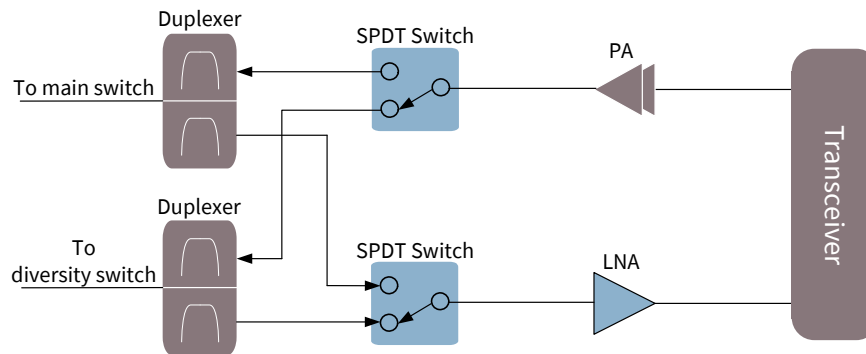 Duplexer
SPDT Switch
PA
To main switch
Transceiver
Duplexer
To
diversity switch
SPDT Switch
LNA